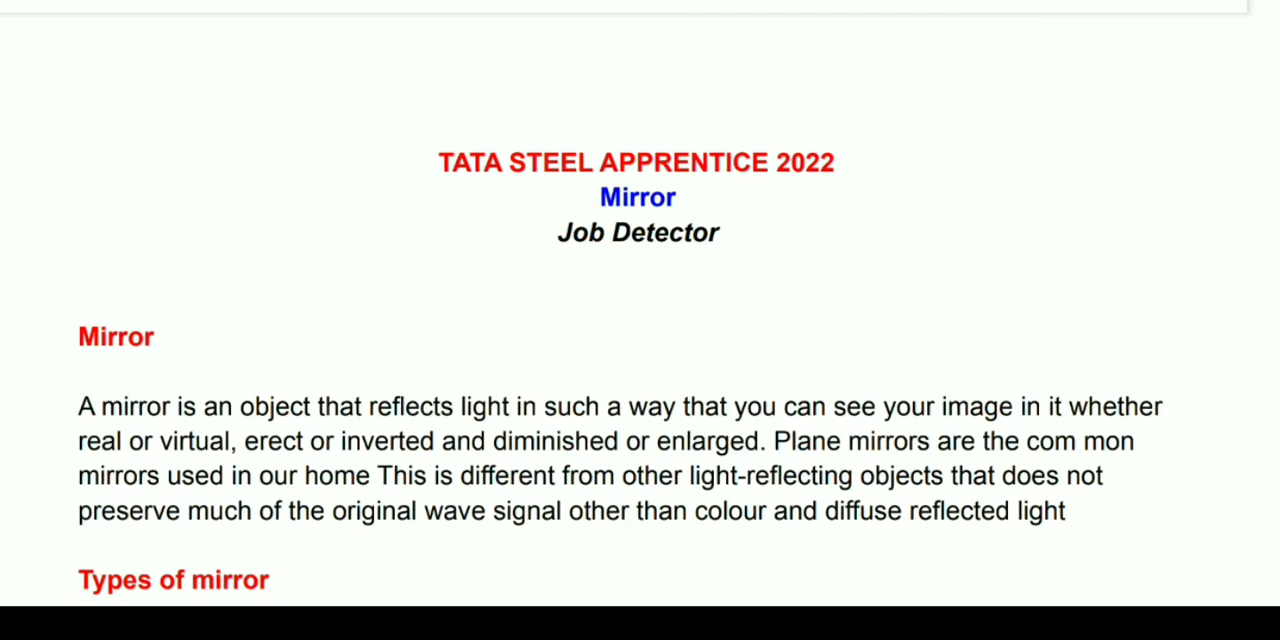 TATA STEEL APPRENTICE 2022
Mirror
Job Detector
Mirror
A mirror is an object that reflects light in such a way that you can see your image in it whether
real or virtual, erect or inverted and diminished or enlarged. Plane mirrors are the com mon
mirrors used in our home This is different from other light-reflecting objects that does not
preserve much of the original wave signal other than colour and diffuse reflected light
Types of mirror